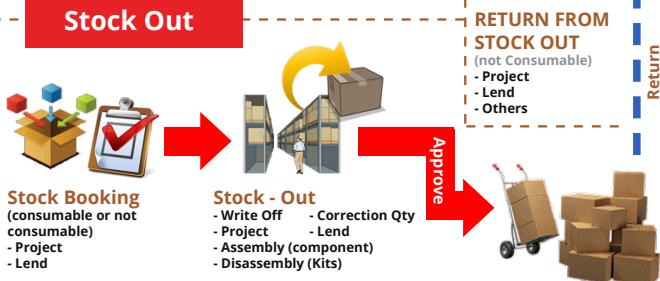 Stock Out
RETURN FROM
STOCK OUT
(not Consumable)
- Project
- Lend
- Others
Return
Approve
Stock Booking
(consumable or not
consumable)
- Project
- Lend
Stock - Out
- Write Off - Correction Qty
- Project - Lend
- Assembly (component)
- Disassembly (Kits)